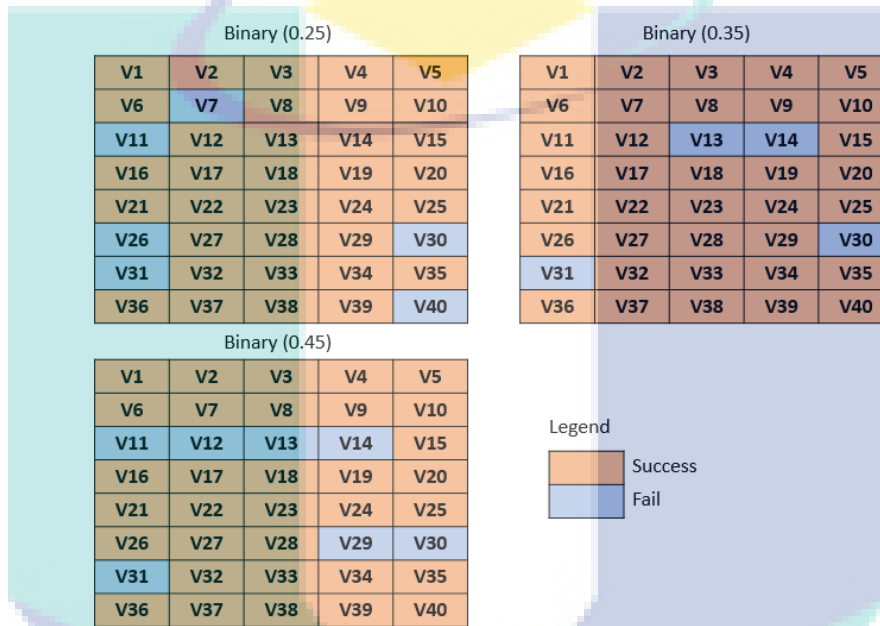 Binary (0.25)
V1 V2 V3 V4 V5
V6 V7 V8 V9 V10
V11 V12 V13 V14 V15
V16 V17 V18 V19 V20
V21 V22 V23 V24 V25
V26 V27 V28 V29 V30
V31 V32 V33 V34 V35
V36 V37 V38 V39 V40
Binary (0.35)
V1 V2 V3 V4 V5
V6 V7 V8 V9 V10
V11 V12 V13 V14 V15
V16 V17 V18 V19 V20
V21 V22 V23 V24 V25
V26 V27 V28 V29 V30
V31 V32 V33 V34 V35
V36 V37 V38 V39 V40
Binary (0.45)
V1 V2 V3 V4 V5
V6 V7 V8 V9 V10
V11 V12 V13 V14 V15
V16 V17 V18 V19 V20
V21 V22 V23 V24 V25
V26 V27 V28 V29 V30
V31 V32 V33 V34 V35
V36 V37 V38 V39 V40
Legend
Success
Fail